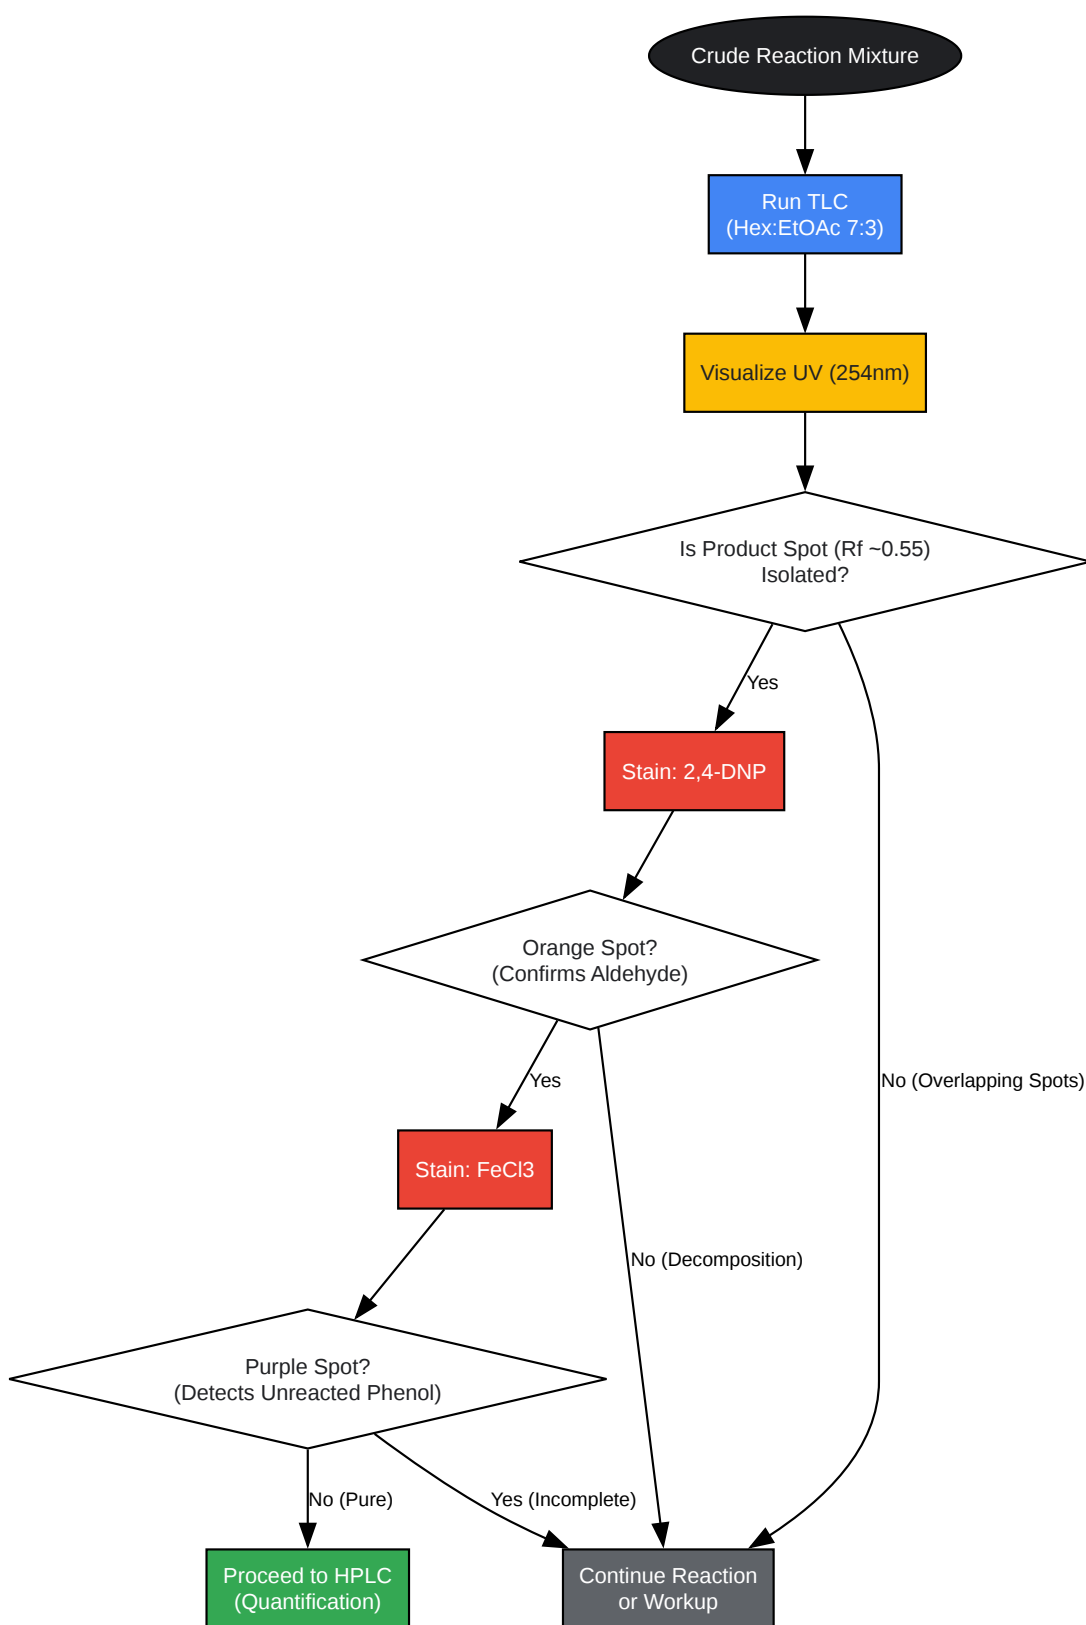 Crude Reaction Mixture
Run TLC
(Hex:EtOAc 7:3)
Visualize UV (254nm)
Is Product Spot (Rf ~0.55)
Isolated?
Yes
Stain: 2,4-DNP
Orange Spot?
(Confirms Aldehyde)
Yes
No (Overlapping Spots)
Stain: FeCl3
No (Decomposition)
Purple Spot?
(Detects Unreacted Phenol)
No (Pure)
Yes (Incomplete)
Proceed to HPLC
(Quantification)
Continue Reaction
or Workup